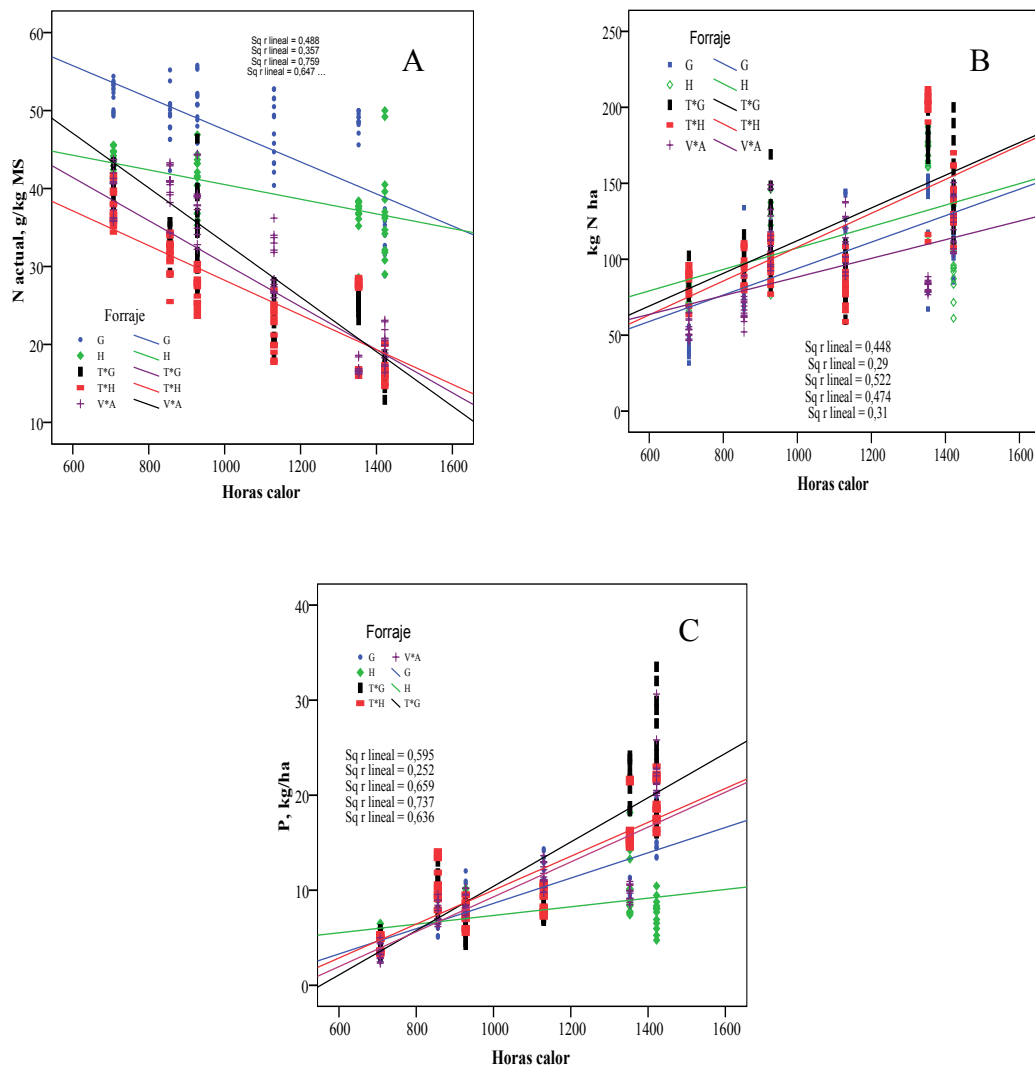 A
Sq r lineal = 0,488
Sq r lineal = 0,357
Sq r lineal = 0,759
Sq r lineal = 0,647 ...
N actual, g/kg MS
60
50
40
30
20
10
Forraje
G G
H H
T*G T*G
T*H T*H
V*A V*A
600 800 1000 1200 1400 1600
Horas calor
B
kg N ha
250
200
150
100
50
0
Forraje
G G
H H
T*G T*G
T*H T*H
V*A V*A
Sq r lineal = 0,448
Sq r lineal = 0,29
Sq r lineal = 0,522
Sq r lineal = 0,474
Sq r lineal = 0,31
600 800 1000 1200 1400 1600
Horas calor
C
P, kg/ha
40
30
20
10
0
Forraje
G V*A
H G
T*G H
T*H T*G
Sq r lineal = 0,595
Sq r lineal = 0,252
Sq r lineal = 0,659
Sq r lineal = 0,737
Sq r lineal = 0,636
600 800 1000 1200 1400 1600
Horas calor